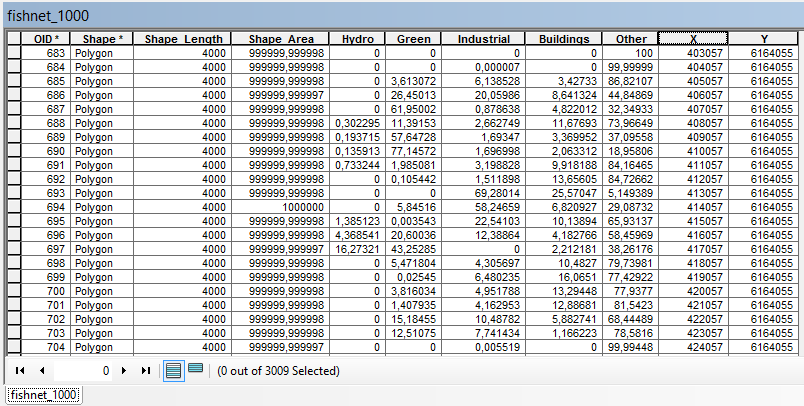 fishnet_1000
OID * Shape * Shape_Length Shape_Area Hydro Green Industrial Buildings Other X Y
683 Polygon 4000 999999,999998 0 0 0 0 100 403057 6164055
684 Polygon 4000 999999,999998 0 0 0,000007 0 99,99999 404057 6164055
685 Polygon 4000 999999,999998 0 3,613072 6,138528 3,42733 86,82107 405057 6164055
686 Polygon 4000 999999,999997 0 26,45013 20,05986 8,641324 44,84869 406057 6164055
687 Polygon 4000 999999,999998 0 61,95002 0,878638 4,822012 32,34933 407057 6164055
688 Polygon 4000 999999,999998 0,302295 11,39153 2,662749 11,67693 73,96649 408057 6164055
689 Polygon 4000 999999,999998 0,193715 57,64728 1,69347 3,369952 37,09558 409057 6164055
690 Polygon 4000 999999,999998 0,135913 77,14572 1,696998 2,063312 18,95806 410057 6164055
691 Polygon 4000 999999,999998 0,733244 1,985081 3,198828 9,918188 84,16465 411057 6164055
692 Polygon 4000 999999,999998 0 0,105442 1,511898 13,65605 84,72662 412057 6164055
693 Polygon 4000 999999,999998 0 0 69,28014 25,57047 5,149389 413057 6164055
694 Polygon 4000 1000000 0 5,84516 58,24659 6,820927 29,08732 414057 6164055
695 Polygon 4000 999999,999998 1,385123 0,003543 22,54103 10,13894 65,93137 415057 6164055
696 Polygon 4000 999999,999998 4,368541 20,60036 12,38864 4,182766 58,45969 416057 6164055
697 Polygon 4000 999999,999997 16,27321 43,25285 0 2,212181 38,26176 417057 6164055
698 Polygon 4000 999999,999998 0 5,471804 4,305697 10,4827 79,73981 418057 6164055
699 Polygon 4000 999999,999998 0 0,02545 6,480235 16,0651 77,42922 419057 6164055
700 Polygon 4000 999999,999998 0 3,816034 4,951788 13,29448 77,9377 420057 6164055
701 Polygon 4000 999999,999998 0 1,407935 4,162953 12,88681 81,5423 421057 6164055
702 Polygon 4000 999999,999998 0 15,18455 10,48782 5,882741 68,44489 422057 6164055
703 Polygon 4000 999999,999998 0 12,51075 7,741434 1,166223 78,5816 423057 6164055
704 Polygon 4000 999999,999997 0 0 0,005519 0 99,99448 424057 6164055
0 (0 out of 3009 Selected)
fishnet_1000